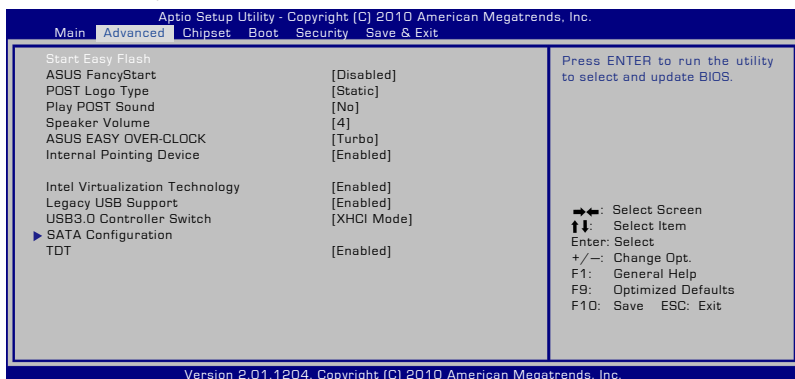 Aptio Setup Utility - Copyright (C) 2010 American Megatrends, Inc.
Main Advanced Chipset Boot Security Save & Exit
Start Easy Flash
ASUS FancyStart [Disabled]
POST Logo Type [Static]
Play POST Sound [No]
Speaker Volume [4]
ASUS EASY OVER-CLOCK [Turbo]
Internal Pointing Device [Enabled]
Intel Virtualization Technology [Enabled]
Legacy USB Support [Enabled]
USB3.0 Controller Switch [XHCI Mode]
SATA Configuration
TDT [Enabled]
Press ENTER to run the utility
to select and update BIOS.
→←: Select Screen
↑↓: Select Item
Enter: Select
+/—: Change Opt.
F1: General Help
F9: Optimized Defaults
F10: Save ESC: Exit
Version 2.01.1204. Copyright (C) 2010 American Megatrends, Inc.